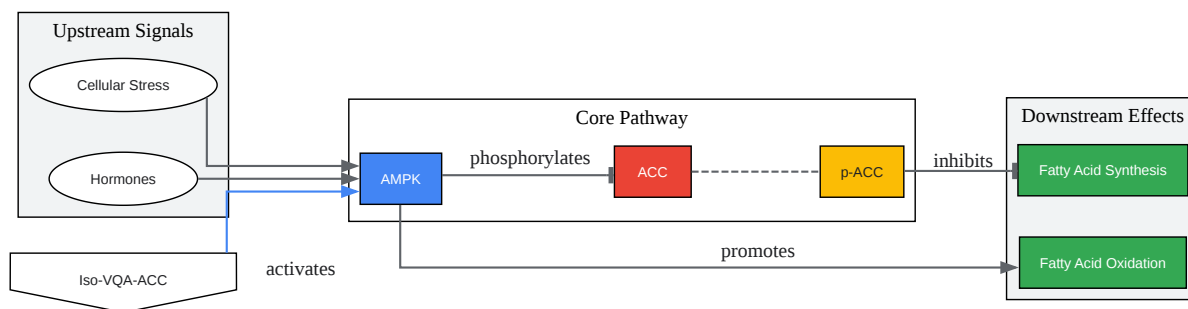 Upstream Signals
Cellular Stress
Hormones
Iso-VQA-ACC
activates
Core Pathway
AMPK
phosphorylates
ACC
p-ACC
inhibits
promotes
Downstream Effects
Fatty Acid Synthesis
Fatty Acid Oxidation